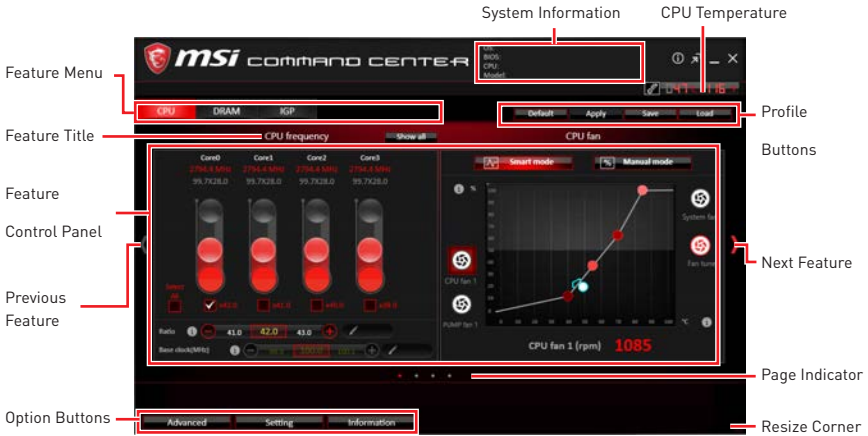 System Information
CPU Temperature
msi COMMAND CENTER
OS:
BIOS:
CPU:
Model:
Feature Menu
CPU DRAM IGP
Default Apply Save Load
Profile
Buttons
Feature Title
CPU frequency
Show all
CPU fan
Core0 Core1 Core2 Core3
2794.4 MHz 2794.4 MHz 2794.4 MHz 2794.4 MHz
99.7X28.0 99.7X28.0 99.7X28.0 99.7X28.0
Smart mode
Manual mode
Feature
Control Panel
%
System fan
Fan tune
CPU fan 1
PUMP fan 1
°C
Next Feature
Previous
Feature
Select
All
x42.0
Ratio 41.0 42.0 43.0
Base clock(MHz)
CPU fan 1 (rpm) 1085
Page Indicator
Option Buttons
Advanced Setting Information
Resize Corner